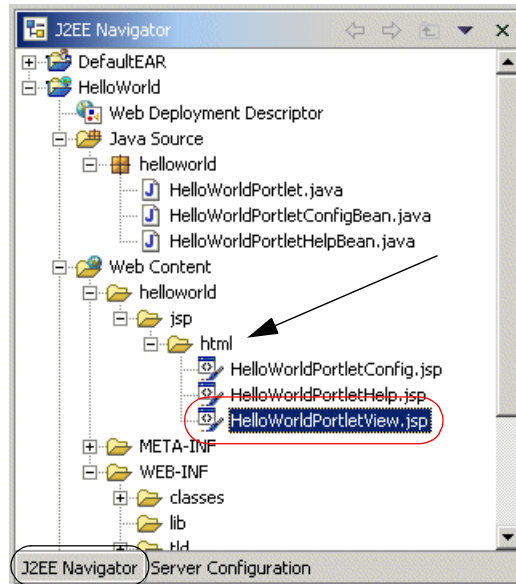 J2EE Navigator
DefaultEAR
HelloWorld
Web Deployment Descriptor
Java Source
helloworld
HelloWorldPortlet.java
HelloWorldPortletConfigBean.java
HelloWorldPortletHelpBean.java
Web Content
helloworld
jsp
html
HelloWorldPortletConfig.jsp
HelloWorldPortletHelp.jsp
HelloWorldPortletView.jsp
META-INF
WEB-INF
classes
lib
tld
J2EE Navigator Server Configuration